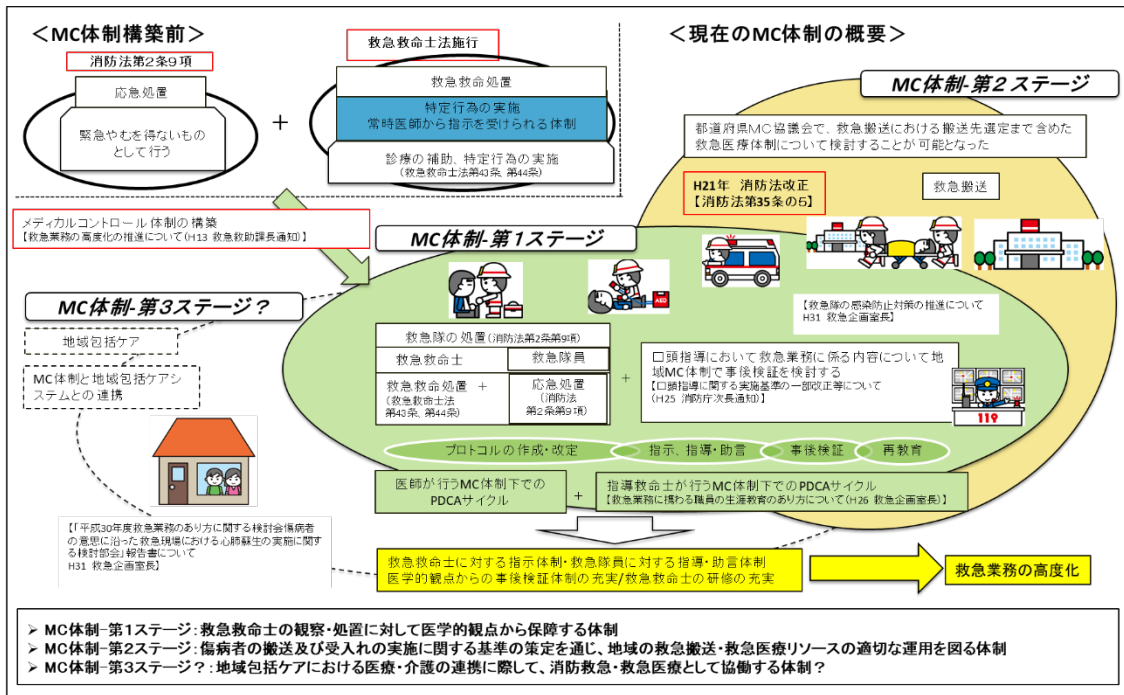 <MC体制構築前>
消防法第2条9項
応急処置
緊急やむを得ないもの
として行う
+
救急救命士法施行
救急救命処置
特定行為の実施
常時医師から指示を受けられる体制
診療の補助、特定行為の実施
(救急救命士法第43条、第44条)
<現在のMC体制の概要>
MC体制-第2ステージ
都道府県MC協議会で、救急搬送における搬送先選定まで含めた
救急医療体制について検討することが可能となった
H21年 消防法改正
【消防法第35条の5】
救急搬送
メディカルコントロール体制の構築
【救急業務の高度化の推進について(H13 救急救助課長通知)】
MC体制-第1ステージ
AED
【救急隊の感染防止対策の推進について
H31 救急企画室長】
救急隊の処置(消防法第2条第9項)
救急救命士
救急隊員
救急救命処置 +
(救急救命士法
第43条、第44条)
応急処置
(消防法
第2条第9項)
+
口頭指導において救急業務に係る内容について地
域MC体制で事後検証を検討する
【口頭指導に関する実施基準の一部改正等について
(H25 消防庁次長通知)】
119
プロトコルの作成・改定
指示、指導・助言
事後検証
再教育
医師が行うMC体制下での
PDCAサイクル
+
指導救命士が行うMC体制下でのPDCAサイクル
【救急業務に携わる職員の生涯教育のあり方について(H26 救急企画室長)】
MC体制-第3ステージ?
地域包括ケア
MC体制と地域包括ケアシ
ステムとの連携
【「平成30年度救急業務のあり方に関する検討会傷病者
の意思に沿った救急現場における心肺蘇生の実施に関す
る検討部会」報告書について
H31 救急企画室長】
救急救命士に対する指示体制・救急隊員に対する指導・助言体制
医学的観点からの事後検証体制の充実/救急救命士の研修の充実
救急業務の高度化
➢ MC体制-第1ステージ:救急救命士の観察・処置に対して医学的観点から保障する体制
➢ MC体制-第2ステージ:傷病者の搬送及び受入れの実施に関する基準の策定を通じ、地域の救急搬送・救急医療リソースの適切な運用を図る体制
➢ MC体制-第3ステージ?:地域包括ケアにおける医療・介護の連携に際して、消防救急・救急医療として協働する体制?